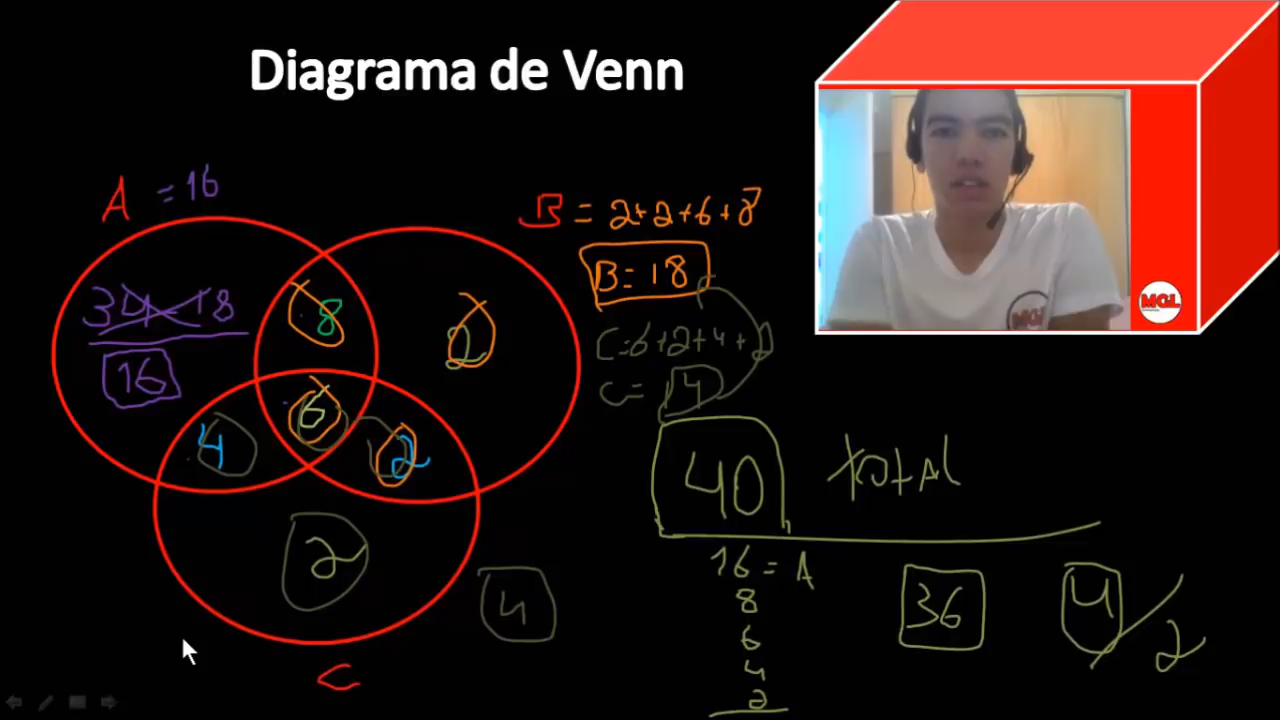 Diagrama de Venn
A = 16
B = 2+2+6+8
B = 18
34 - 18
16
8
2
C=6+2+4+2
C= 14
4
6
2
40 total
2
4
16 = A
8
6
4
2
36
4/2
C
MGL
MGL